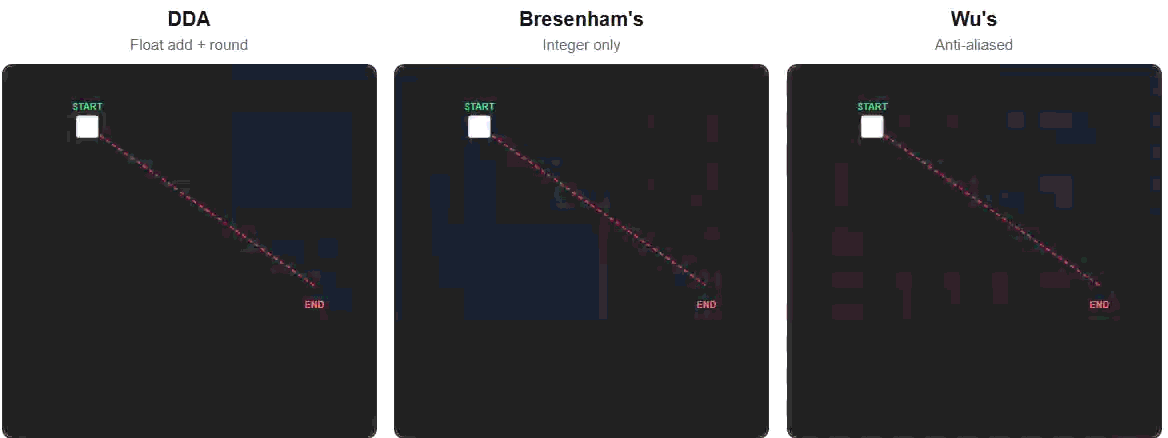 DDA
Float add + round
START
END
Bresenham's
Integer only
START
END
Wu's
Anti-aliased
START
END